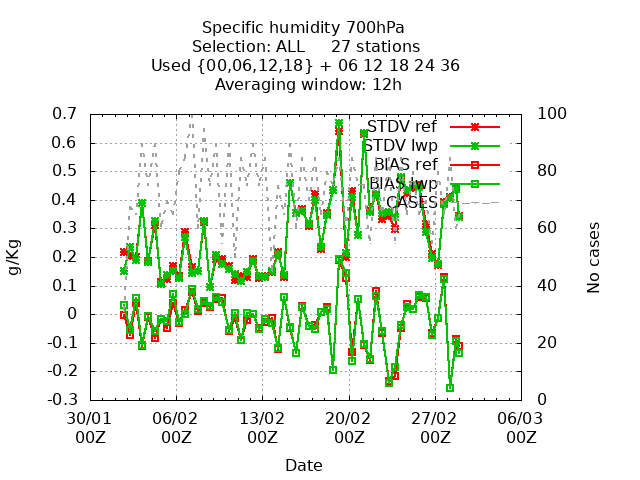 Specific humidity 700hPa
Selection: ALL     27 stations
Used {00,06,12,18} + 06 12 18 24 36
Averaging window: 12h
0.7
0.6
0.5
0.4
0.3
0.2
0.1
0
-0.1
-0.2
-0.3
g/Kg
100
80
60
40
20
0
No cases
STDV ref
STDV lwp
BIAS ref
BIAS lwp
CASES
30/01 06/02 13/02 20/02 27/02 06/03
00Z 00Z 00Z 00Z 00Z 00Z
Date